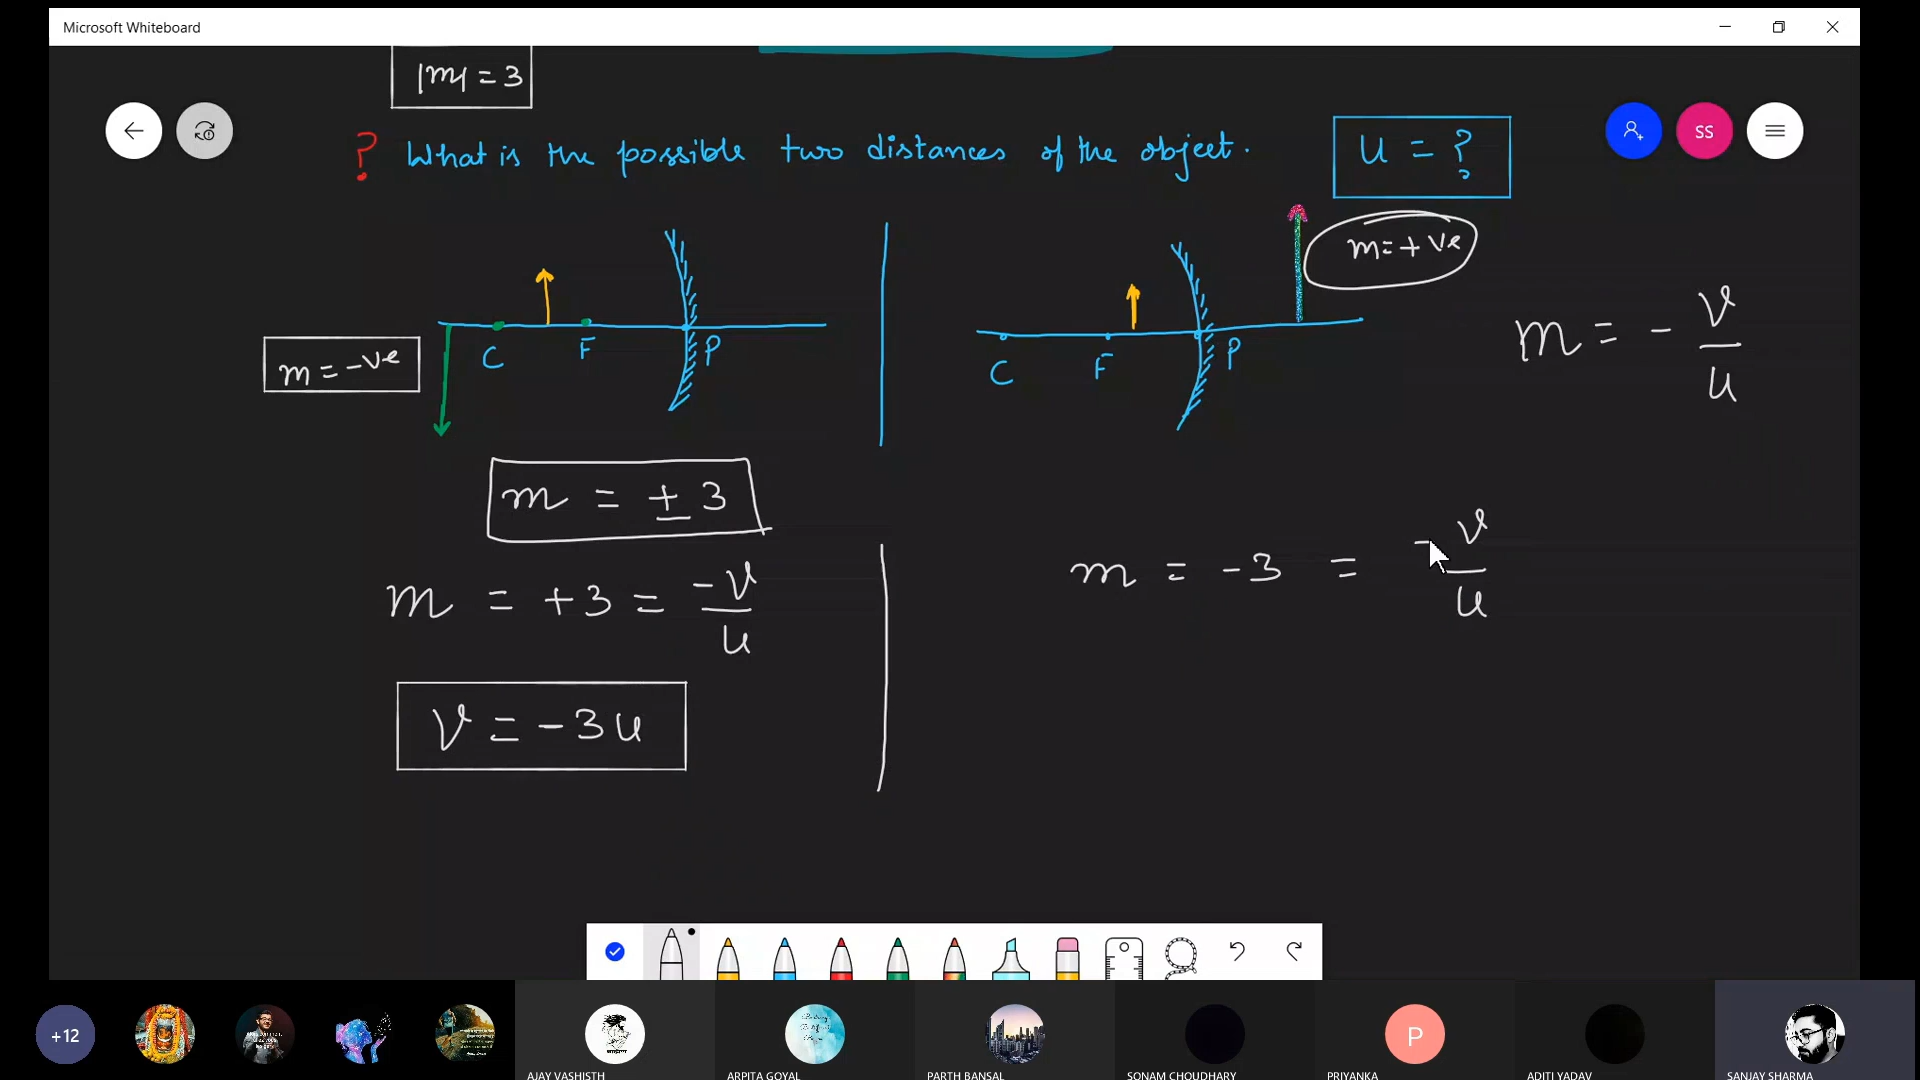 Microsoft Whiteboard
|m| = 3
SS
? What is the possible two distances of the object.
u = ?
m = + ve
m = - v/u
C F P
C F P
m = -ve
m = ± 3
m = +3 = -v/u
m = -3 = - v/u
v = -3u
+12
P
AJAY VASHISTH
ARPITA GOYAL
PARTH BANSAL
SONAM CHOUDHARY
PRIYANKA
ADITI YADAV
SANJAY SHARMA